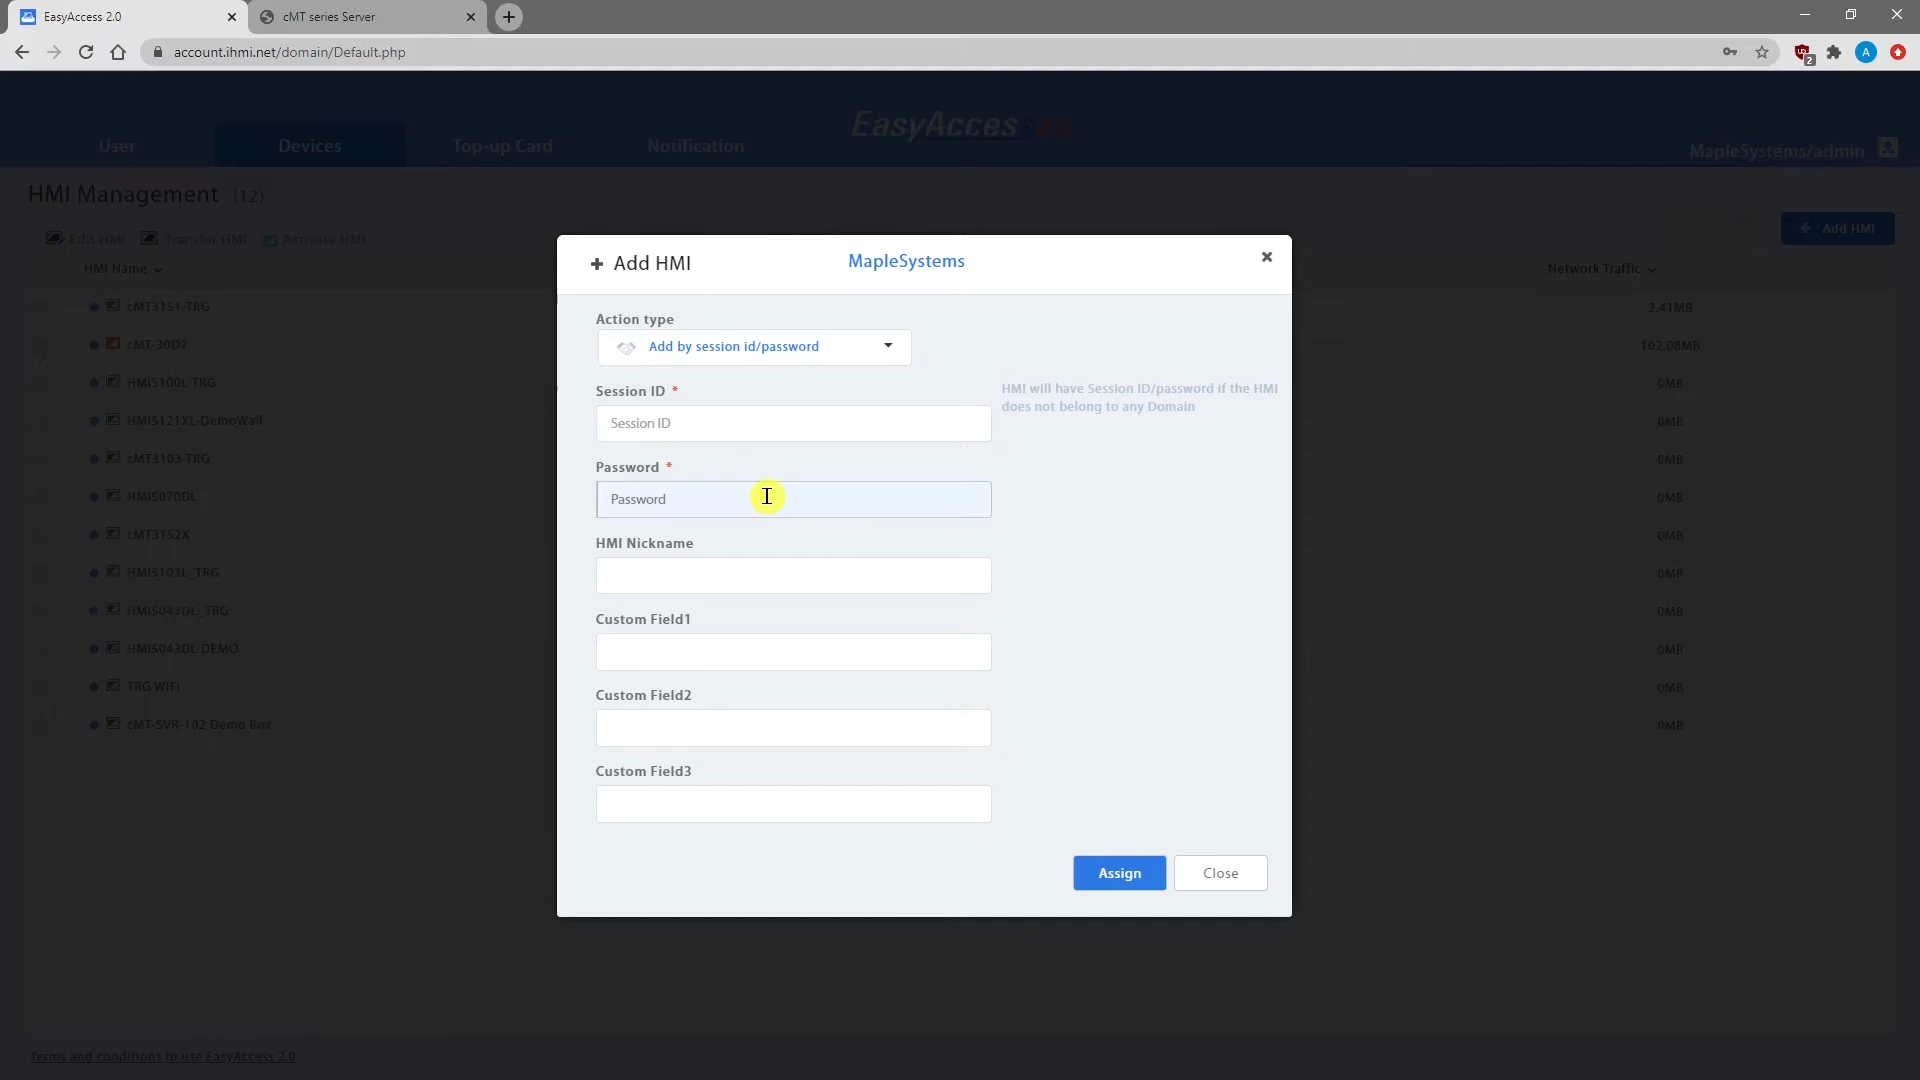 EasyAccess 2.0
cMT series Server
account.ihmi.net/domain/Default.php
2
A
User
Devices
Top-up Card
Notification
EasyAcces
MapleSystems/admin
HMI Management (12)
Edit HMI
Transfer HMI
Activate HMI
+ Add HMI
HMI Name
Network Traffic
cMT3151-TRG
2.41MB
cMT-30D7
102.08MB
HMI5100L-TRG
0MB
HMI5121XL-DemoWall
0MB
cMT3103-TRG
0MB
HMI5070DL
0MB
cMT3152X
0MB
HMI5103L_TRG
0MB
HMI5043DL_TRG
0MB
HMI5043DL DEMO
0MB
TRG WiFi
0MB
cMT-SVR-102 Demo Box
0MB
+ Add HMI
MapleSystems
Action type
Add by session id/password
Session ID *
HMI will have Session ID/password if the HMI
does not belong to any Domain
Session ID
Password *
Password
HMI Nickname
Custom Field1
Custom Field2
Custom Field3
Assign
Close
Terms and conditions to use EasyAccess 2.0